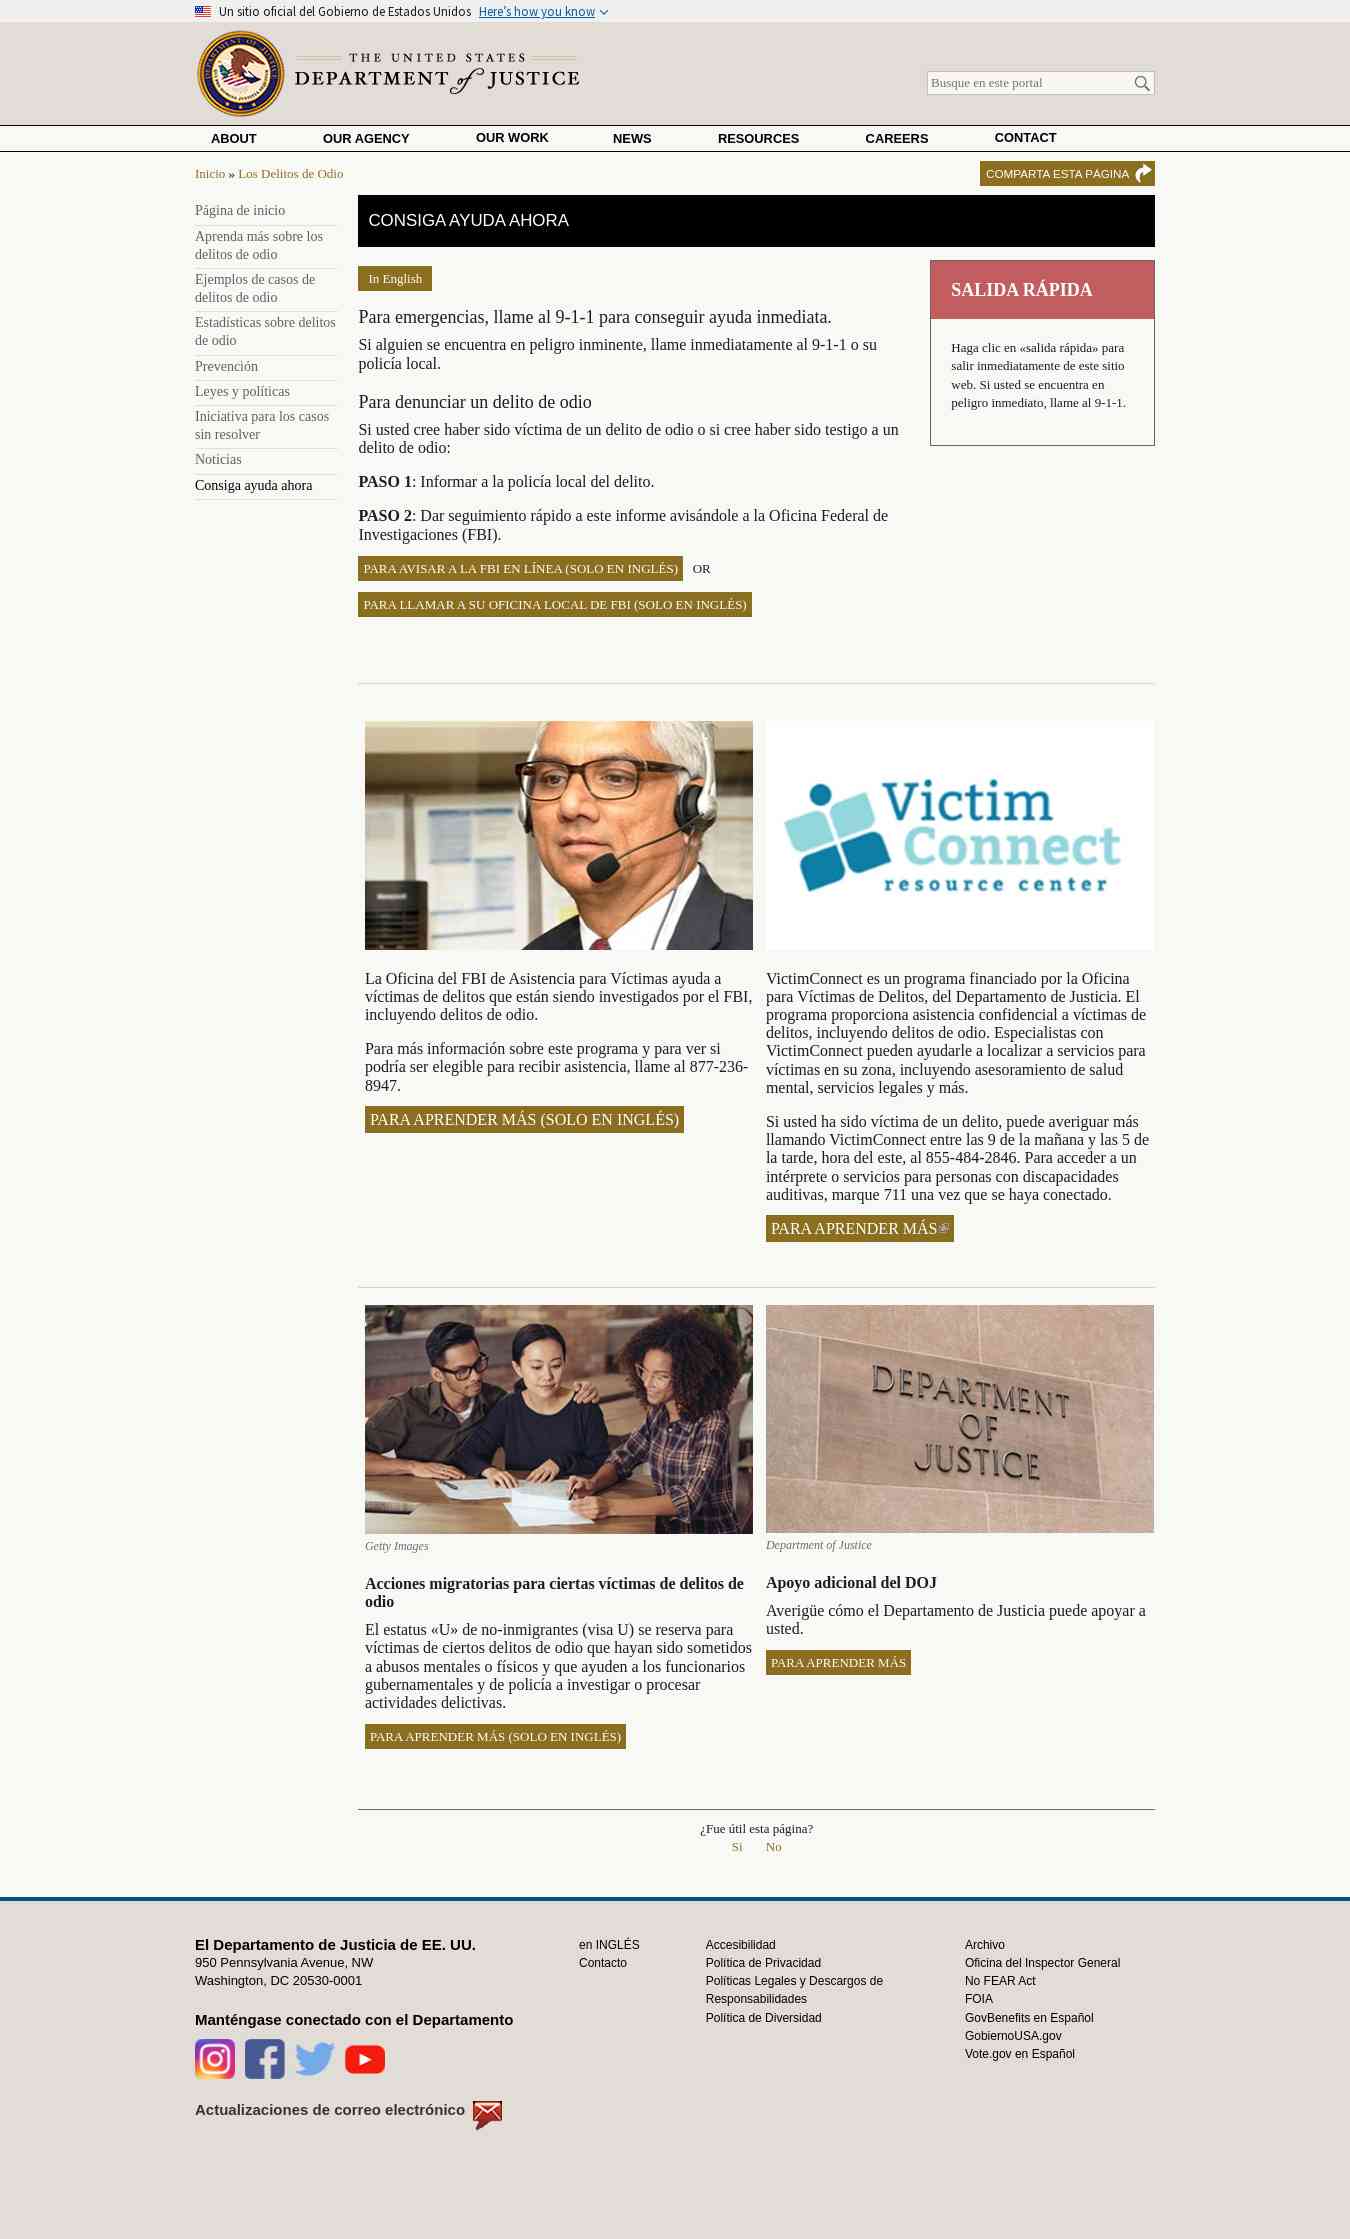 Un sitio oficial del Gobierno de Estados Unidos Here's how you know
THE UNITED STATES
DEPARTMENT of JUSTICE
Busque en este portal
ABOUT OUR AGENCY OUR WORK NEWS RESOURCES CAREERS CONTACT
Inicio » Los Delitos de Odio
COMPARTA ESTA PÁGINA
Página de inicio
Aprenda más sobre los
delitos de odio
Ejemplos de casos de
delitos de odio
Estadísticas sobre delitos
de odio
Prevención
Leyes y políticas
Iniciativa para los casos
sin resolver
Noticias
Consiga ayuda ahora
CONSIGA AYUDA AHORA
In English
Para emergencias, llame al 9-1-1 para conseguir ayuda inmediata.
Si alguien se encuentra en peligro inminente, llame inmediatamente al 9-1-1 o su
policía local.
Para denunciar un delito de odio
Si usted cree haber sido víctima de un delito de odio o si cree haber sido testigo a un
delito de odio:
PASO 1: Informar a la policía local del delito.
PASO 2: Dar seguimiento rápido a este informe avisándole a la Oficina Federal de
Investigaciones (FBI).
PARA AVISAR A LA FBI EN LÍNEA (SOLO EN INGLÉS) OR
PARA LLAMAR A SU OFICINA LOCAL DE FBI (SOLO EN INGLÉS)
SALIDA RÁPIDA
Haga clic en «salida rápida» para
salir inmediatamente de este sitio
web. Si usted se encuentra en
peligro inmediato, llame al 9-1-1.
Victim
Connect
resource center
La Oficina del FBI de Asistencia para Víctimas ayuda a
víctimas de delitos que están siendo investigados por el FBI,
incluyendo delitos de odio.
Para más información sobre este programa y para ver si
podría ser elegible para recibir asistencia, llame al 877-236-
8947.
PARA APRENDER MÁS (SOLO EN INGLÉS)
VictimConnect es un programa financiado por la Oficina
para Víctimas de Delitos, del Departamento de Justicia. El
programa proporciona asistencia confidencial a víctimas de
delitos, incluyendo delitos de odio. Especialistas con
VictimConnect pueden ayudarle a localizar a servicios para
víctimas en su zona, incluyendo asesoramiento de salud
mental, servicios legales y más.
Si usted ha sido víctima de un delito, puede averiguar más
llamando VictimConnect entre las 9 de la mañana y las 5 de
la tarde, hora del este, al 855-484-2846. Para acceder a un
intérprete o servicios para personas con discapacidades
auditivas, marque 711 una vez que se haya conectado.
PARA APRENDER MÁS
DEPARTMENT
OF
JUSTICE
Getty Images
Acciones migratorias para ciertas víctimas de delitos de
odio
El estatus «U» de no-inmigrantes (visa U) se reserva para
víctimas de ciertos delitos de odio que hayan sido sometidos
a abusos mentales o físicos y que ayuden a los funcionarios
gubernamentales y de policía a investigar o procesar
actividades delictivas.
PARA APRENDER MÁS (SOLO EN INGLÉS)
Department of Justice
Apoyo adicional del DOJ
Averigüe cómo el Departamento de Justicia puede apoyar a
usted.
PARA APRENDER MÁS
¿Fue útil esta página?
Si No
El Departamento de Justicia de EE. UU.
950 Pennsylvania Avenue, NW
Washington, DC 20530-0001
Manténgase conectado con el Departamento
Actualizaciones de correo electrónico
en INGLÉS
Contacto
Accesibilidad
Política de Privacidad
Políticas Legales y Descargos de
Responsabilidades
Política de Diversidad
Archivo
Oficina del Inspector General
No FEAR Act
FOIA
GovBenefits en Español
GobiernoUSA.gov
Vote.gov en Español